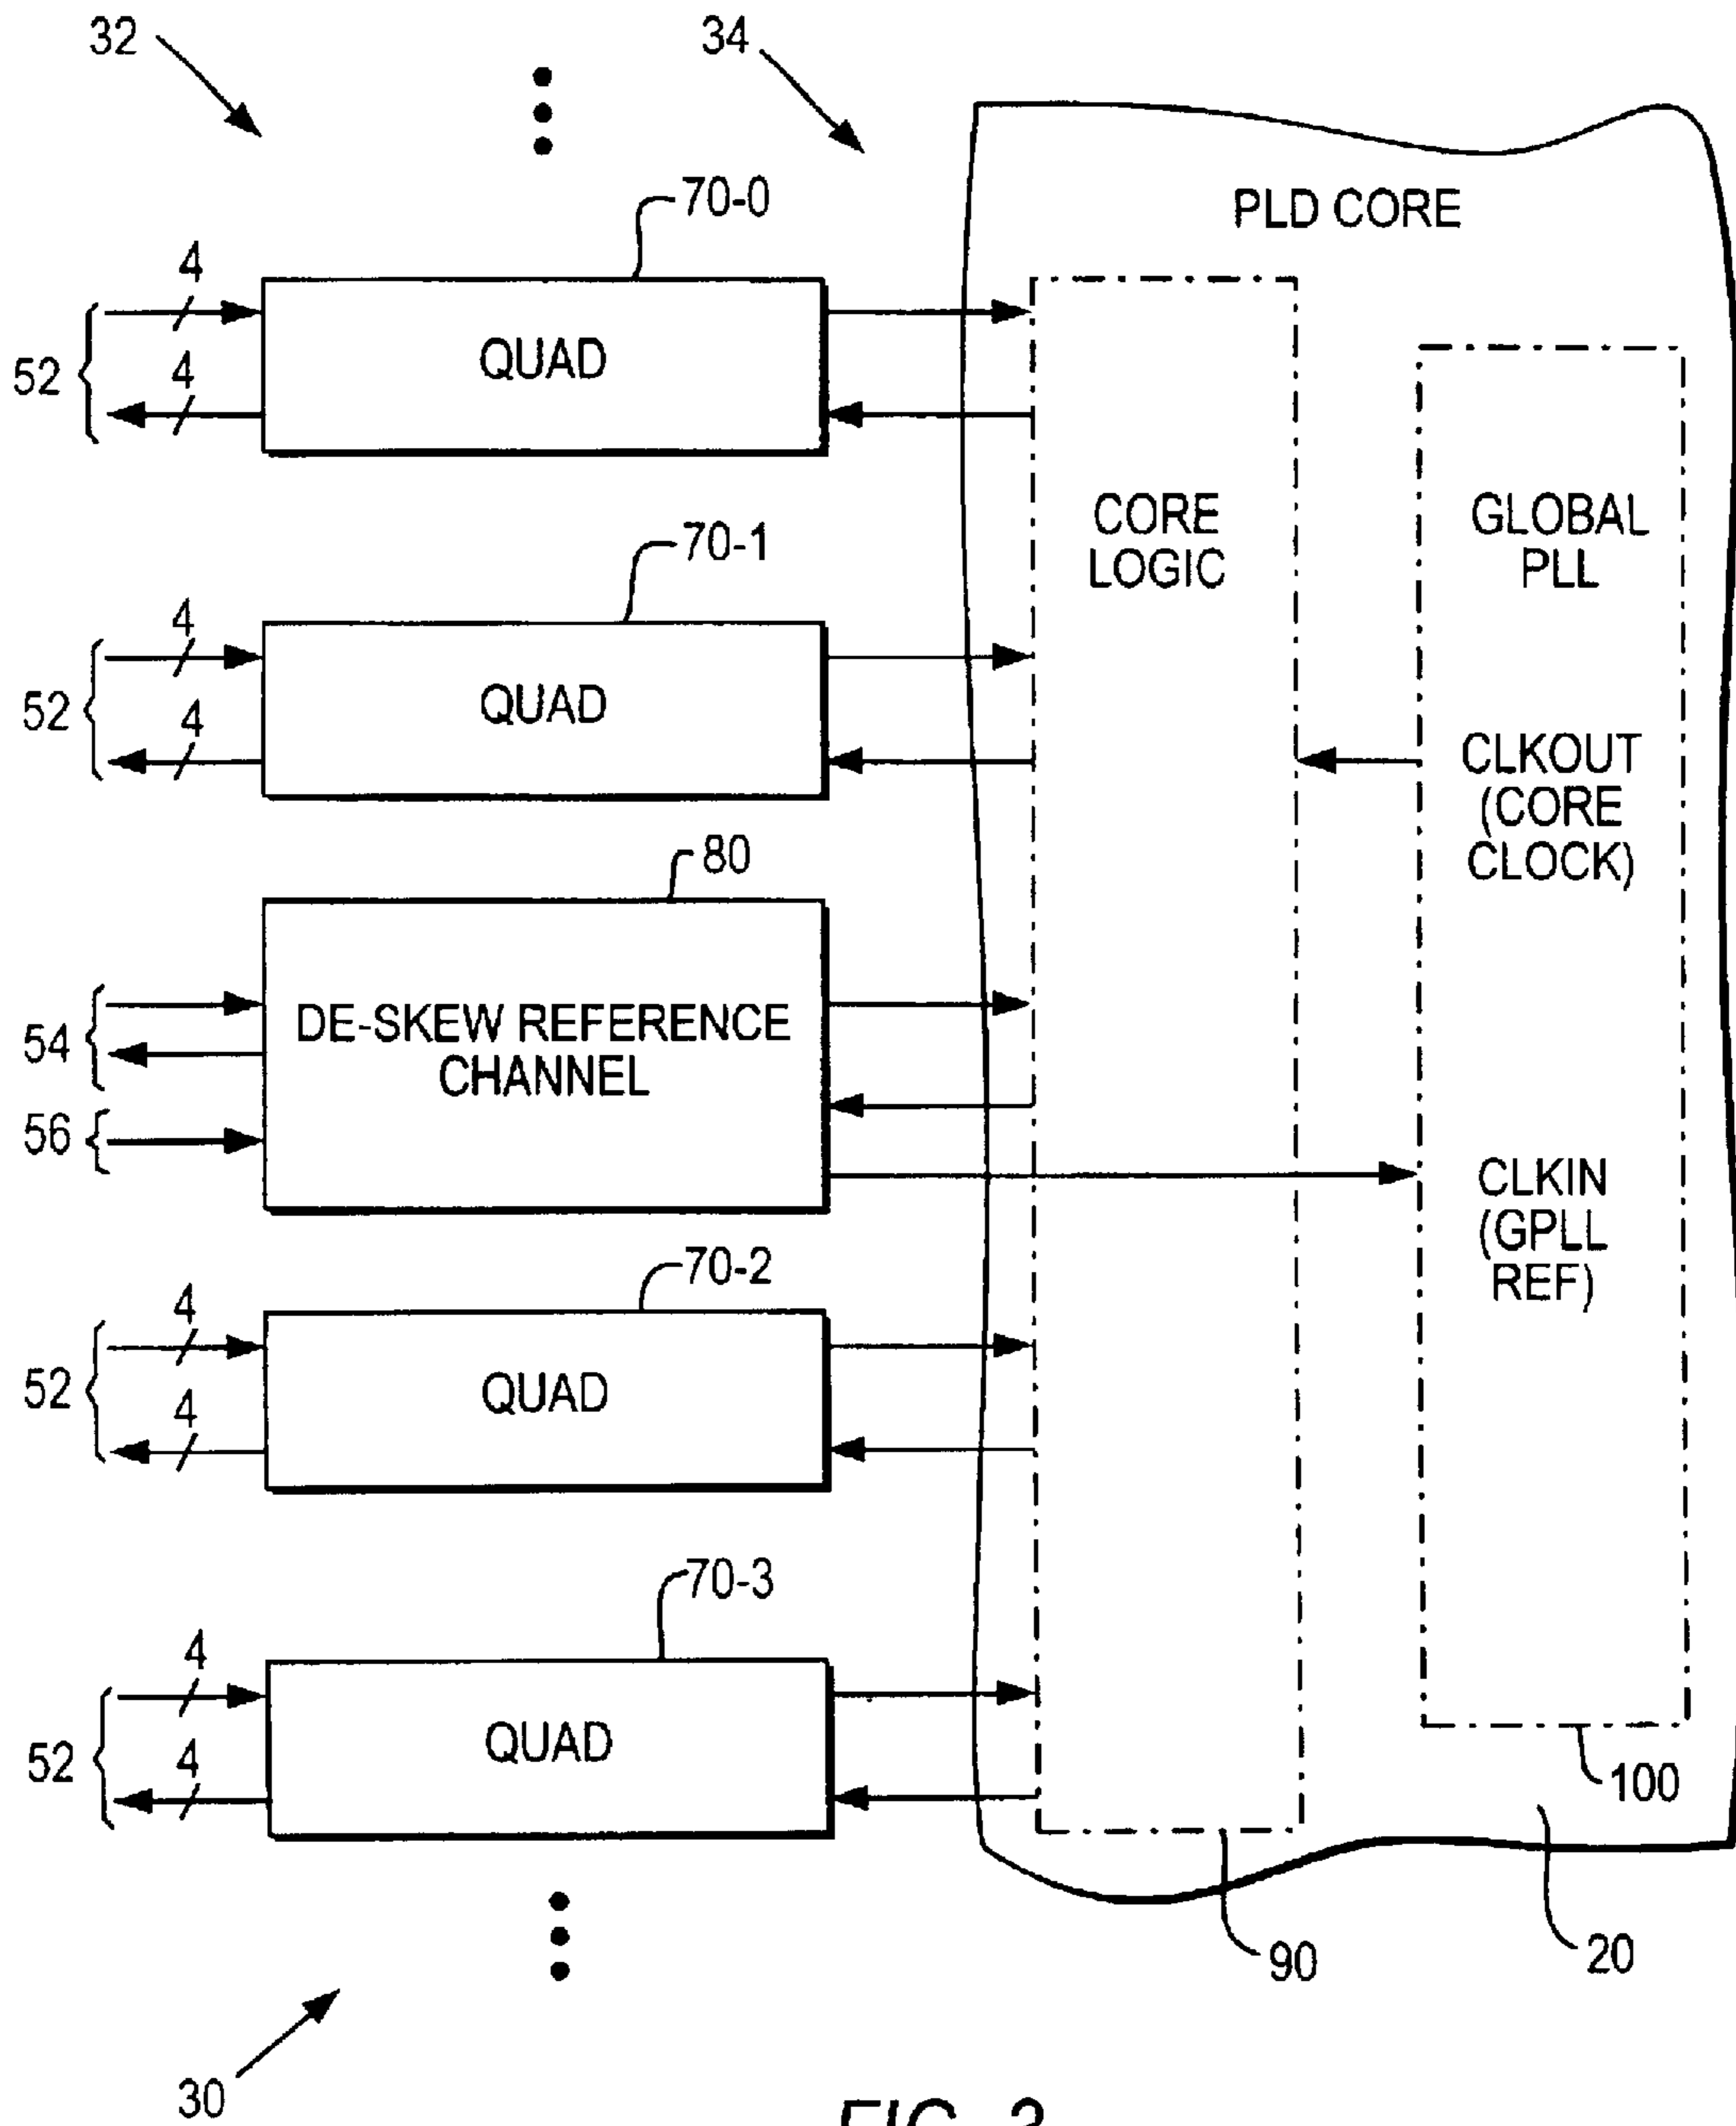 32
34
70-0
PLD CORE
4
52
4
QUAD
CORE
LOGIC
GLOBAL
PLL
70-1
4
52
4
QUAD
CLKOUT
(CORE
CLOCK)
80
54
56
DE-SKEW REFERENCE
CHANNEL
CLKIN
(GPLL
REF)
70-2
4
52
4
QUAD
70-3
4
52
4
QUAD
100
90
20
30